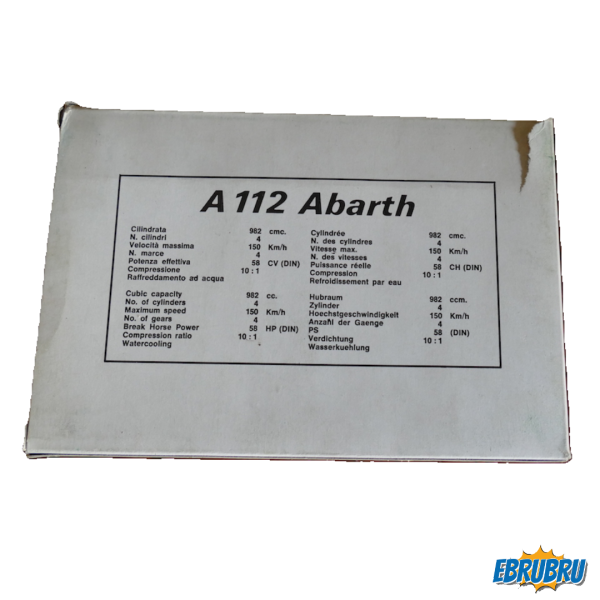 A 112 Abarth
Cilindrata 982 cmc.
N. cilindri 4
Velocità massima 150 Km/h
N. marce 4
Potenza effettiva 58 CV (DIN)
Compressione 10 : 1
Raffreddamento ad acqua
Cylindrée 982 cmc.
N. des cylindres 4
Vitesse max. 150 Km/h
N. des vitesses 4
Puissance réelle 58 CH (DIN)
Compression 10 : 1
Refroidissement par eau
Cubic capacity 982 cc.
No. of cylinders 4
Maximum speed 150 Km/h
No. of gears 4
Break Horse Power 58 HP (DIN)
Compression ratio 10 : 1
Watercooling
Hubraum 982 ccm.
Zylinder 4
Hoechstgeschwindigkeit 150 Km/h
Anzahl der Gaenge 4
PS 58 (DIN)
Verdichtung 10 : 1
Wasserkuehlung
EBRUBRU